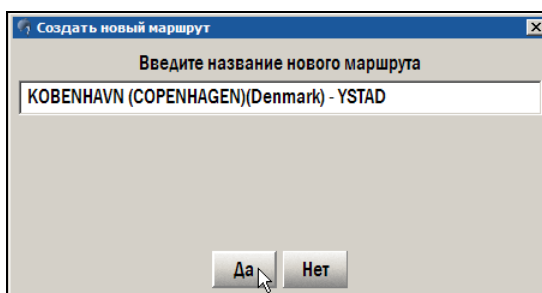 Создать новый маршрут
Введите название нового маршрута
KOBENHAVN (COPENHAGEN)(Denmark) - YSTAD
Да Нет